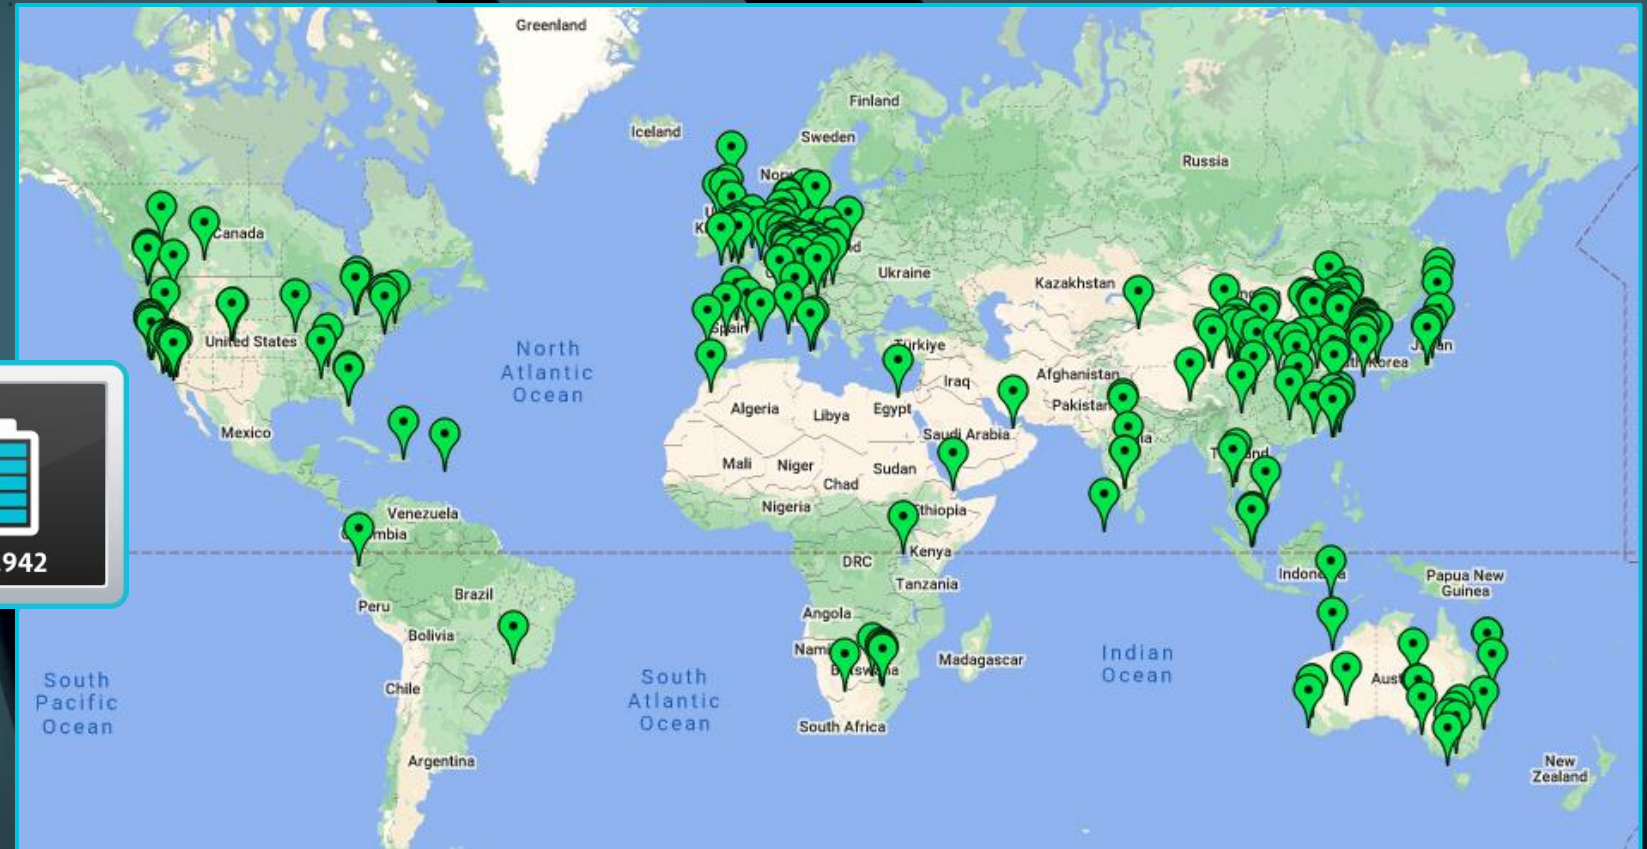 Greenland
Iceland
Finland
Sweden
Russia
Canada
Ukraine
Kazakhstan
Spain
United States
North
Atlantic
Ocean
Türkiye
Iraq
Afghanistan
Pakistan
Algeria
Libya
Egypt
Saudi Arabia
Mexico
Mali
Niger
Sudan
Chad
Nigeria
Ethiopia
Venezuela
942
DRC
Kenya
Tanzania
Papua New
Guinea
Peru
Brazil
Angola
Bolivia
Madagascar
Indian
Ocean
South
Pacific
Ocean
Chile
South
Atlantic
Ocean
South Africa
Argentina
New
Zealand